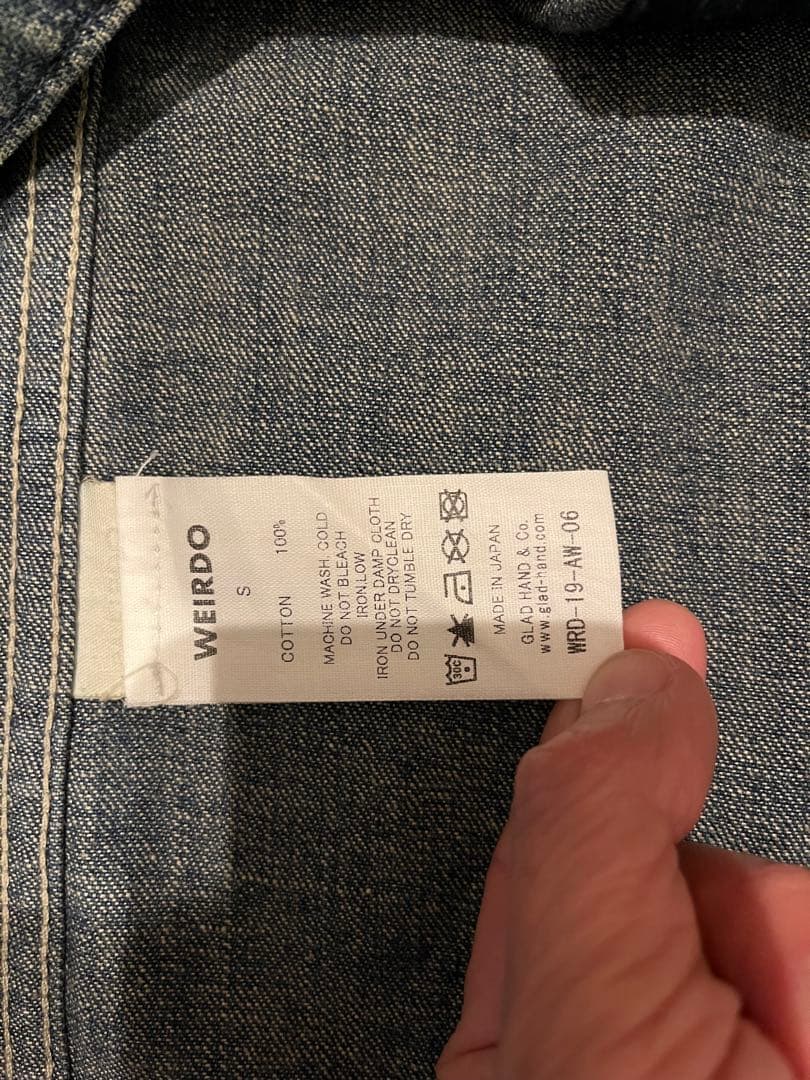 WEIRDO
S
COTTON 100%
MACHINE WASH, COLD
DO NOT BLEACH
IRON,LOW
IRON UNDER DAMP CLOTH
DO NOT DRYCLEAN
DO NOT TUMBLE DRY
30C
MADE IN JAPAN
GLAD HAND & Co.
www.glad-hand.com
WRD-19-AW-06